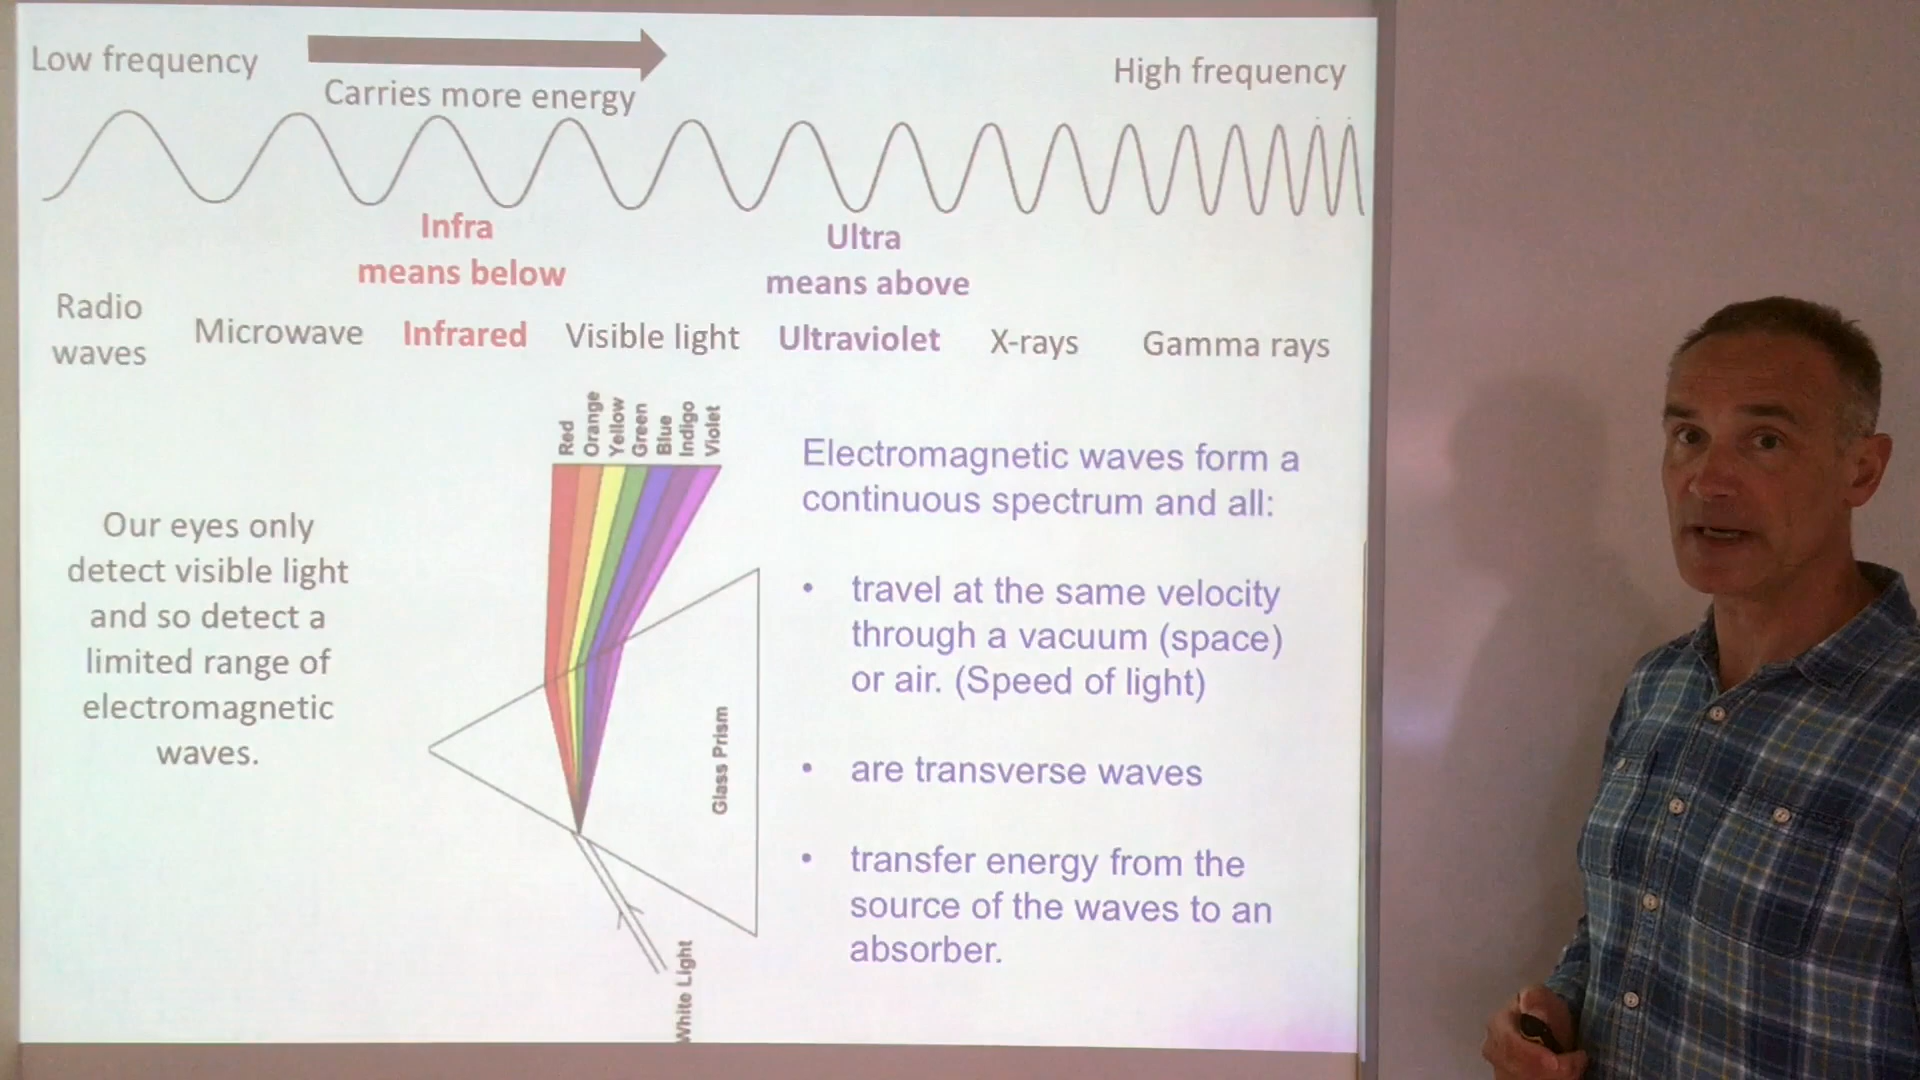 Low frequency
Carries more energy
High frequency
Infra
means below
Ultra
means above
Radio
waves
Microwave
Infrared
Visible light
Ultraviolet
X-rays
Gamma rays
Red
Orange
Yellow
Green
Blue
Indigo
Violet
Our eyes only
detect visible light
and so detect a
limited range of
electromagnetic
waves.
Glass Prism
White Light
Electromagnetic waves form a
continuous spectrum and all:
• travel at the same velocity
through a vacuum (space)
or air. (Speed of light)
• are transverse waves
• transfer energy from the
source of the waves to an
absorber.